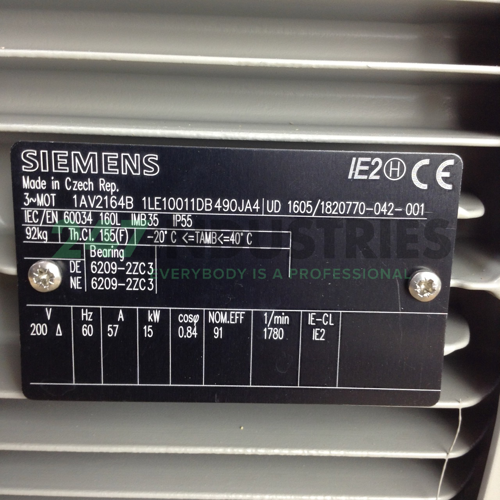 SIEMENS IE2 H CE
Made in Czech Rep.
3~MOT 1AV2164B 1LE10011DB490JA4 UD 1605/1820770-042-001
IEC/EN 60034 160L IMB35 IP55
92kg Th.Cl. 155(F) -20°C <=TAMB<=40°C
Bearing
DE 6209-2ZC3
NE 6209-2ZC3
247 INDUSTRIES
EVERYBODY IS A PROFESSIONAL
V Hz A kW cosφ NOM.EFF 1/min IE-CL
200 Δ 60 57 15 0.84 91 1780 IE2